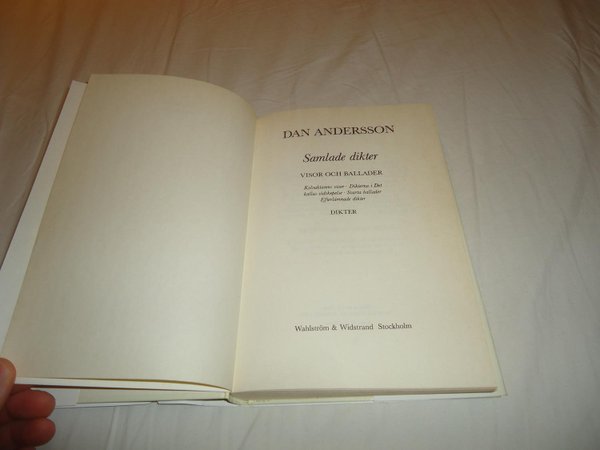 DAN ANDERSSON
Samlade dikter
VISOR OCH BALLADER
Kolvaktarens visor · Dikterna i Det
kallas vidskepelse · Svarta ballader
Efterlämnade dikter
DIKTER
Wahlström & Widstrand Stockholm